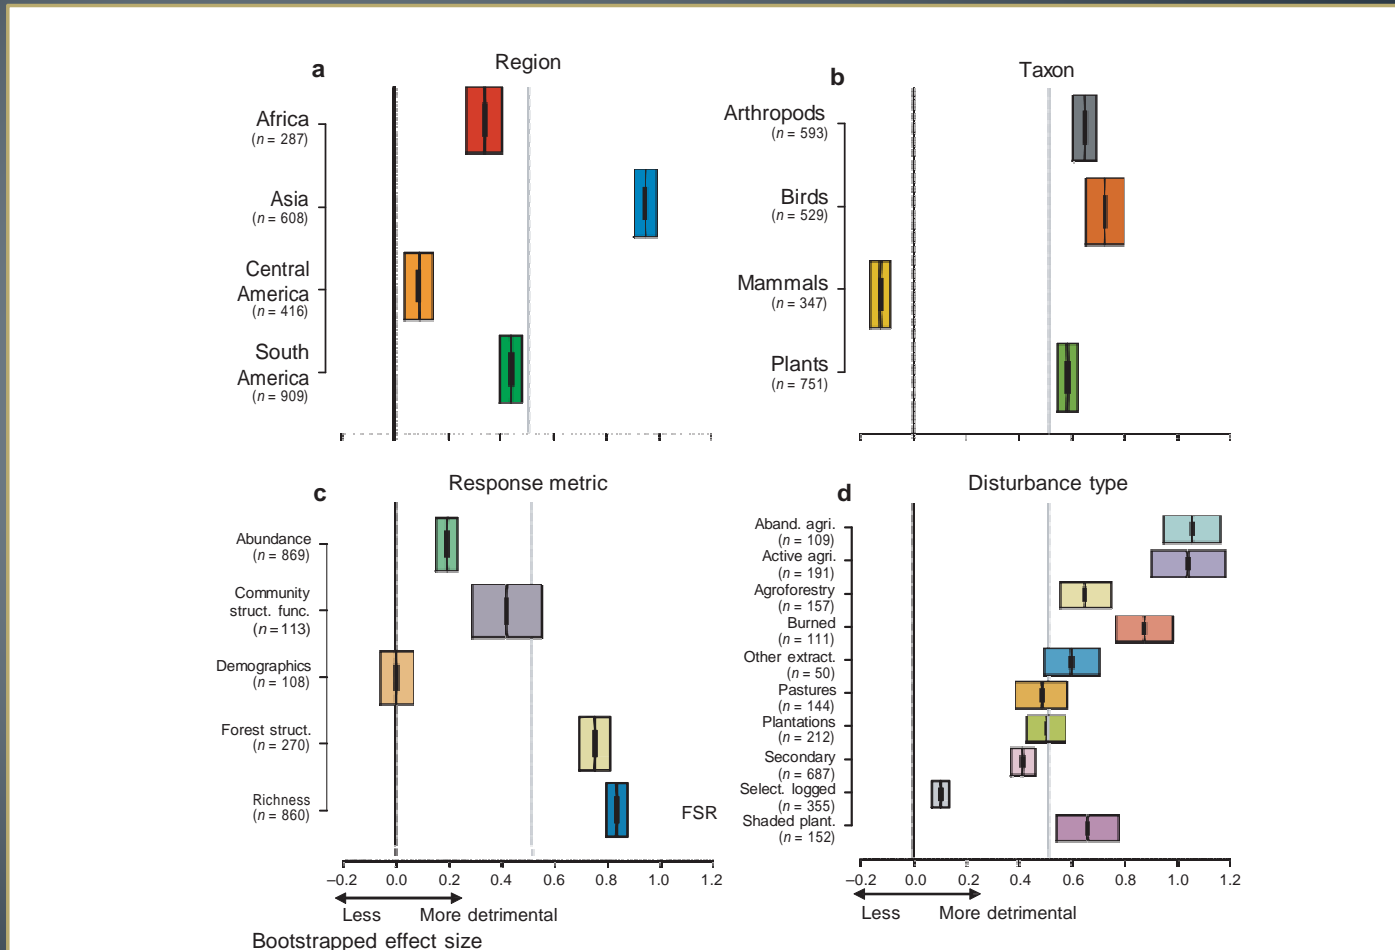 a
Region
Africa
(n = 287)
Asia
(n = 608)
Central
America
(n = 416)
South
America
(n = 909)
b
Taxon
Arthropods
(n = 593)
Birds
(n = 529)
Mammals
(n = 347)
Plants
(n = 751)
c
Response metric
Abundance
(n = 869)
Community
struct. func.
(n = 113)
Demographics
(n = 108)
Forest struct.
(n = 270)
Richness
(n = 860)
FSR
–0.2 0.0 0.2 0.4 0.6 0.8 1.0 1.2
Less More detrimental
Bootstrapped effect size
d
Disturbance type
Aband. agri.
(n = 109)
Active agri.
(n = 191)
Agroforestry
(n = 157)
Burned
(n = 111)
Other extract.
(n = 50)
Pastures
(n = 144)
Plantations
(n = 212)
Secondary
(n = 687)
Select. logged
(n = 355)
Shaded plant.
(n = 152)
–0.2 0.0 0.2 0.4 0.6 0.8 1.0 1.2
Less More detrimental